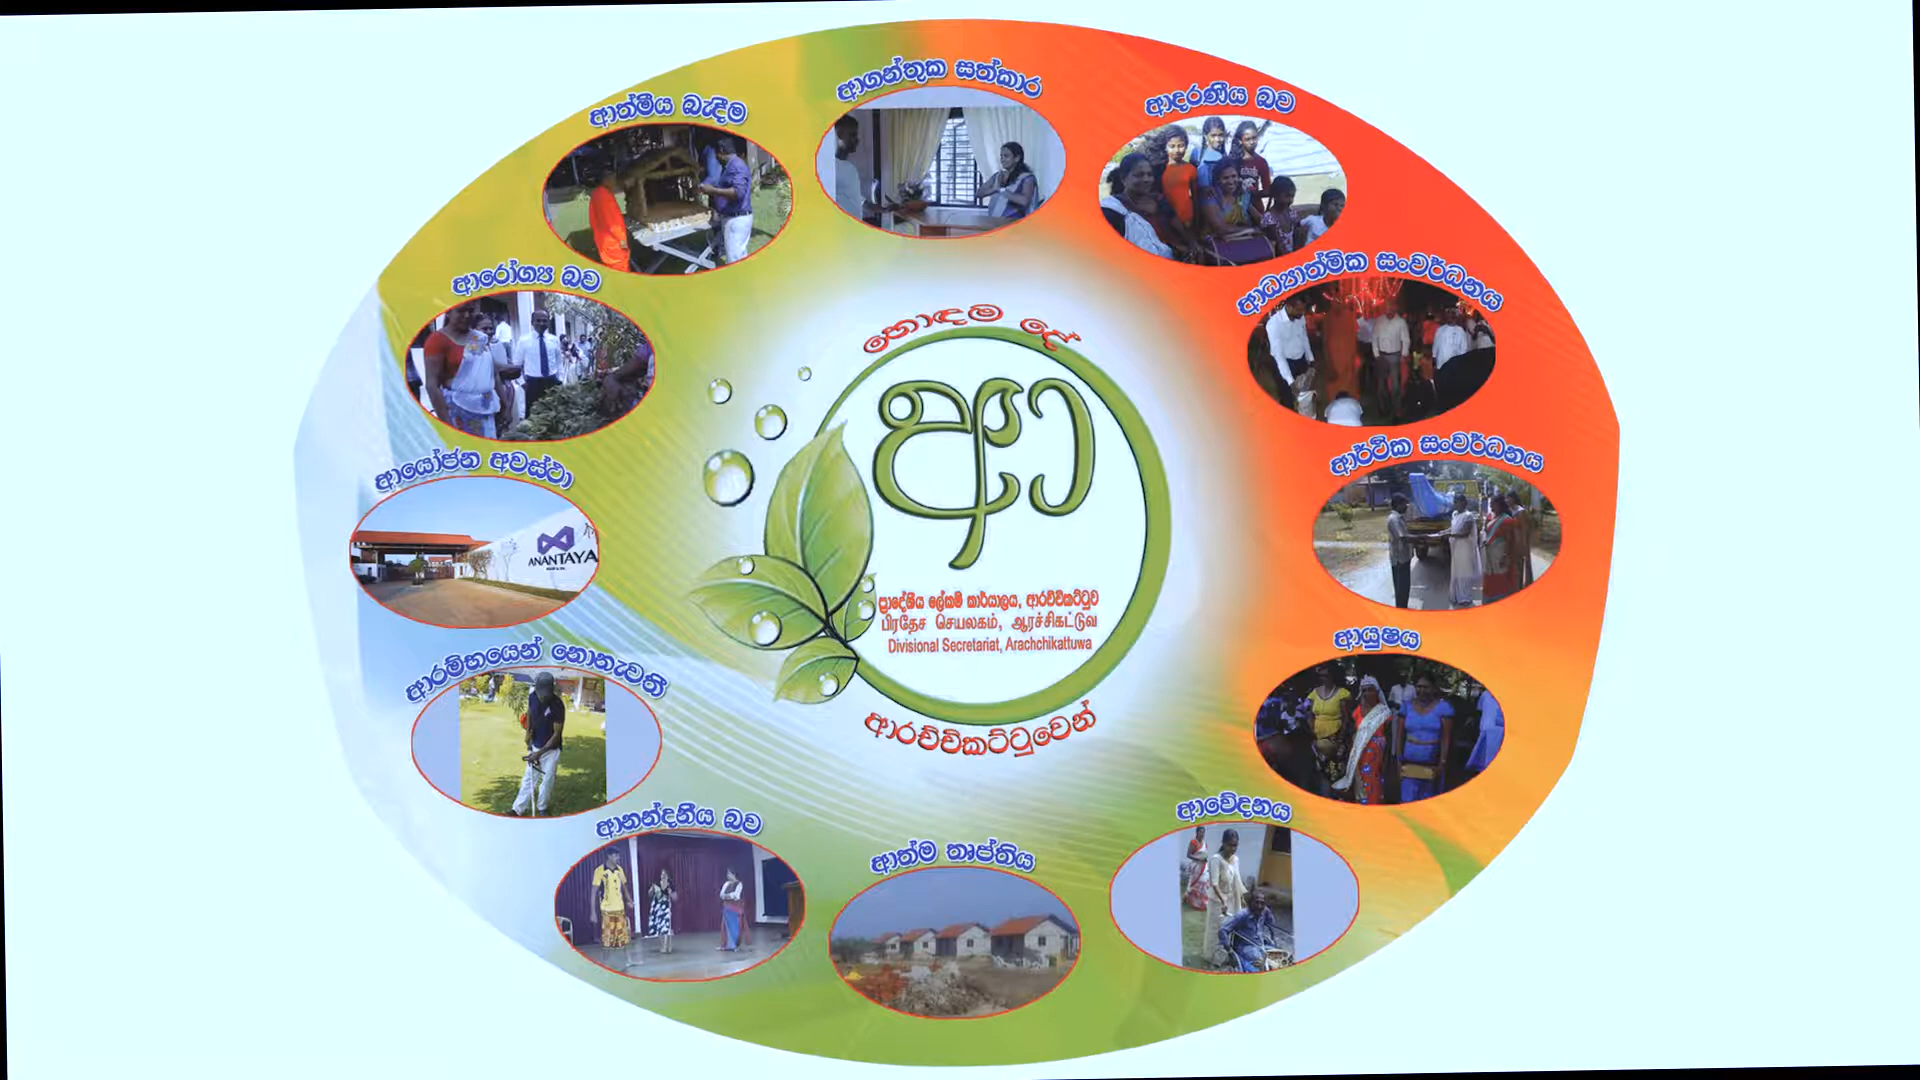 ආගන්තුක සත්කාර
ආදරණීය බව
ආධ්‍යාත්මික සංවර්ධනය
ආර්ථික සංවර්ධනය
ආයුෂය
ආවේදනය
ආත්ම තෘප්තිය
ආනන්දනීය බව
ආරම්භයෙන් නොනැවතී
ආයෝජන අවස්ථා
ANANTAYA
ආරෝග්‍ය බව
ආත්මීය බැඳීම
හොඳම දේ
ආ
ප්‍රාදේශීය ලේකම් කාර්යාලය, ආරච්චිකට්ටුව
பிரதேச செயலகம், ஆரச்சிகட்டுவ
Divisional Secretariat, Arachchikattuwa
ආරච්චිකට්ටුවෙන්